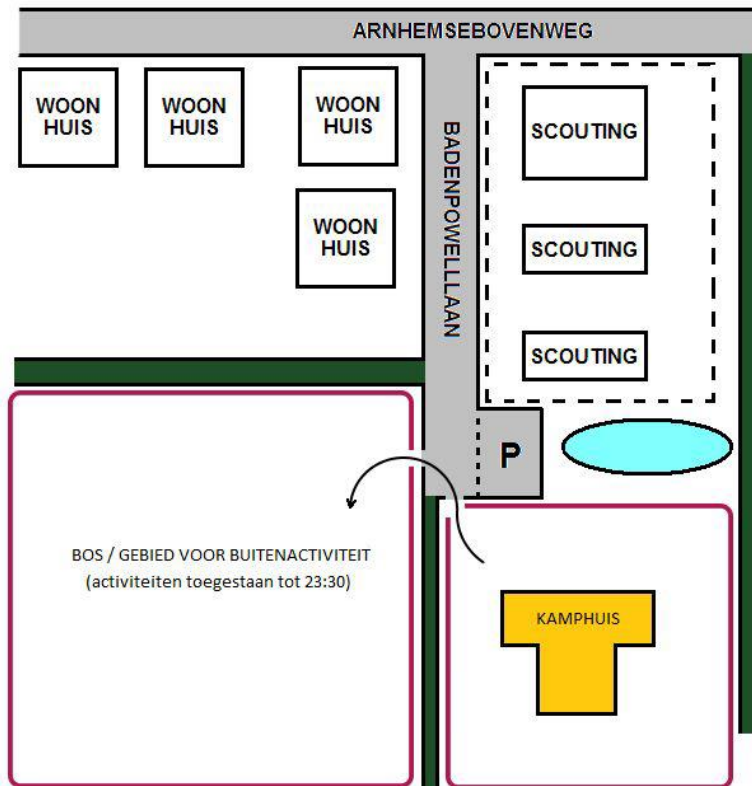 ARNHEMSEBOVENWEG
WOON
HUIS
WOON
HUIS
WOON
HUIS
WOON
HUIS
BADENPOWELLLAAN
SCOUTING
SCOUTING
SCOUTING
P
BOS / GEBIED VOOR BUITENACTIVITEIT
(activiteiten toegestaan tot 23:30)
KAMPHUIS